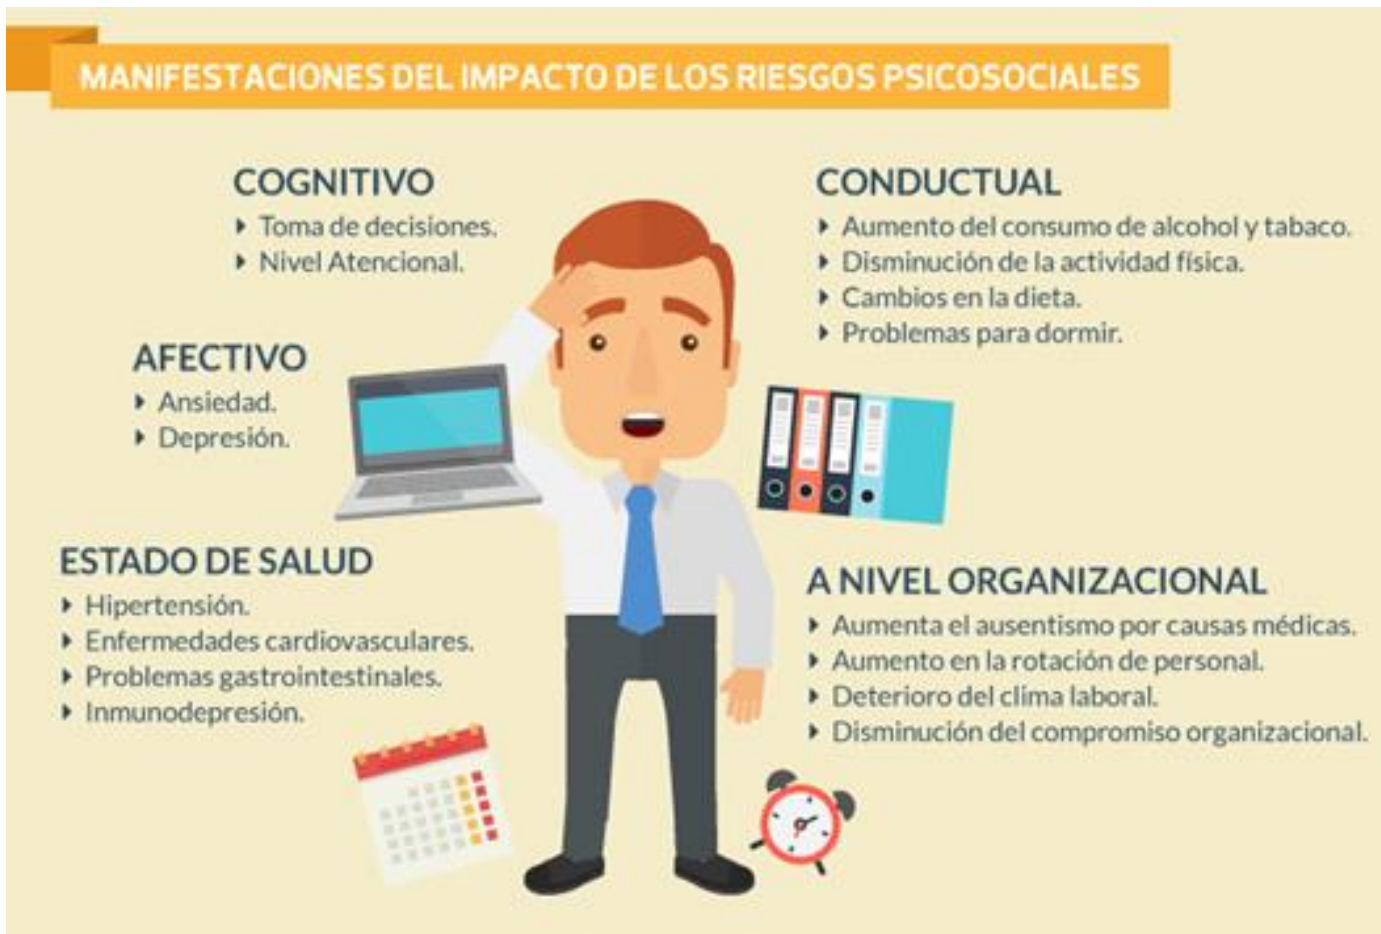 MANIFESTACIONES DEL IMPACTO DE LOS RIESGOS PSICOSOCIALES
COGNITIVO
Toma de decisiones.
Nivel Atencional.
AFECTIVO
Ansiedad.
Depresión.
ESTADO DE SALUD
Hipertensión.
Enfermedades cardiovasculares.
Problemas gastrointestinales.
Inmunodepresión.
CONDUCTUAL
Aumento del consumo de alcohol y tabaco.
Disminución de la actividad física.
Cambios en la dieta.
Problemas para dormir.
A NIVEL ORGANIZACIONAL
Aumenta el ausentismo por causas médicas.
Aumento en la rotación de personal.
Deterioro del clima laboral.
Disminución del compromiso organizacional.